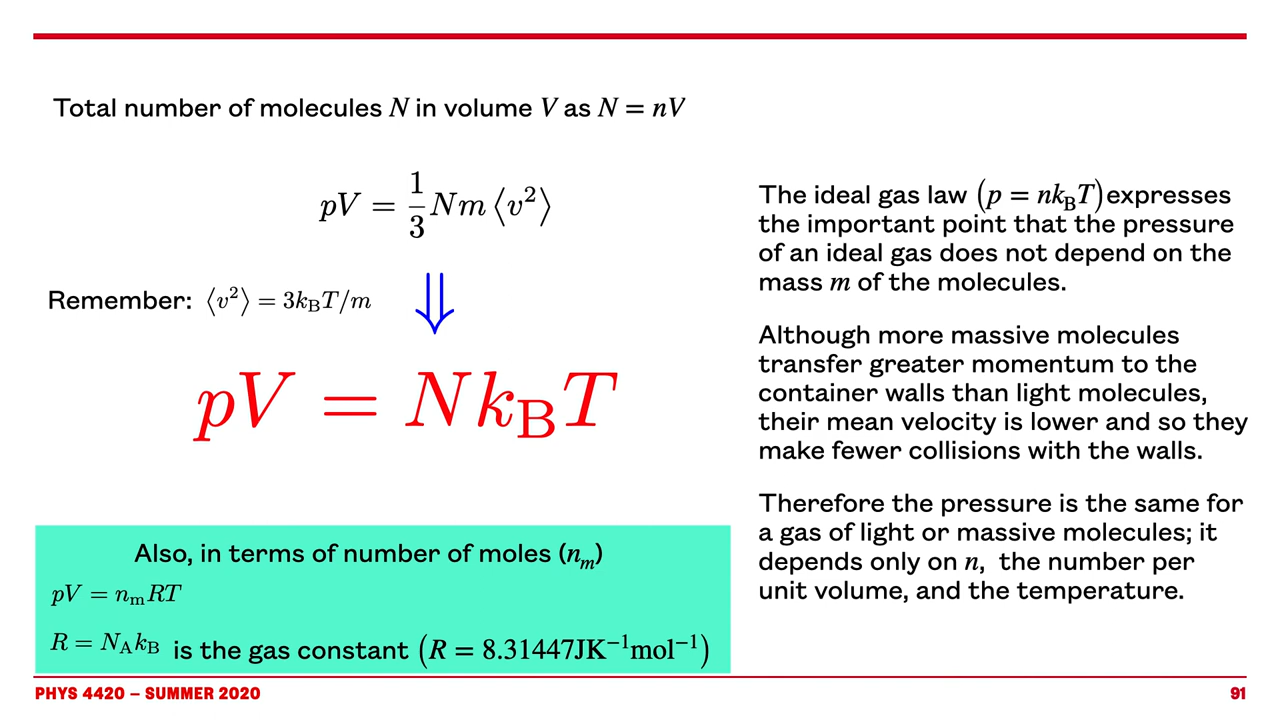 Total number of molecules N in volume V as N = nV
pV = 1/3 Nm ⟨v²⟩
Remember: ⟨v²⟩ = 3k_BT/m
⇓
pV = Nk_BT
Also, in terms of number of moles (n_m)
pV = n_mRT
R = N_Ak_B is the gas constant (R = 8.31447JK⁻¹mol⁻¹)
The ideal gas law (p = nk_BT) expresses
the important point that the pressure
of an ideal gas does not depend on the
mass m of the molecules.
Although more massive molecules
transfer greater momentum to the
container walls than light molecules,
their mean velocity is lower and so they
make fewer collisions with the walls.
Therefore the pressure is the same for
a gas of light or massive molecules; it
depends only on n, the number per
unit volume, and the temperature.
PHYS 4420 – SUMMER 2020
91